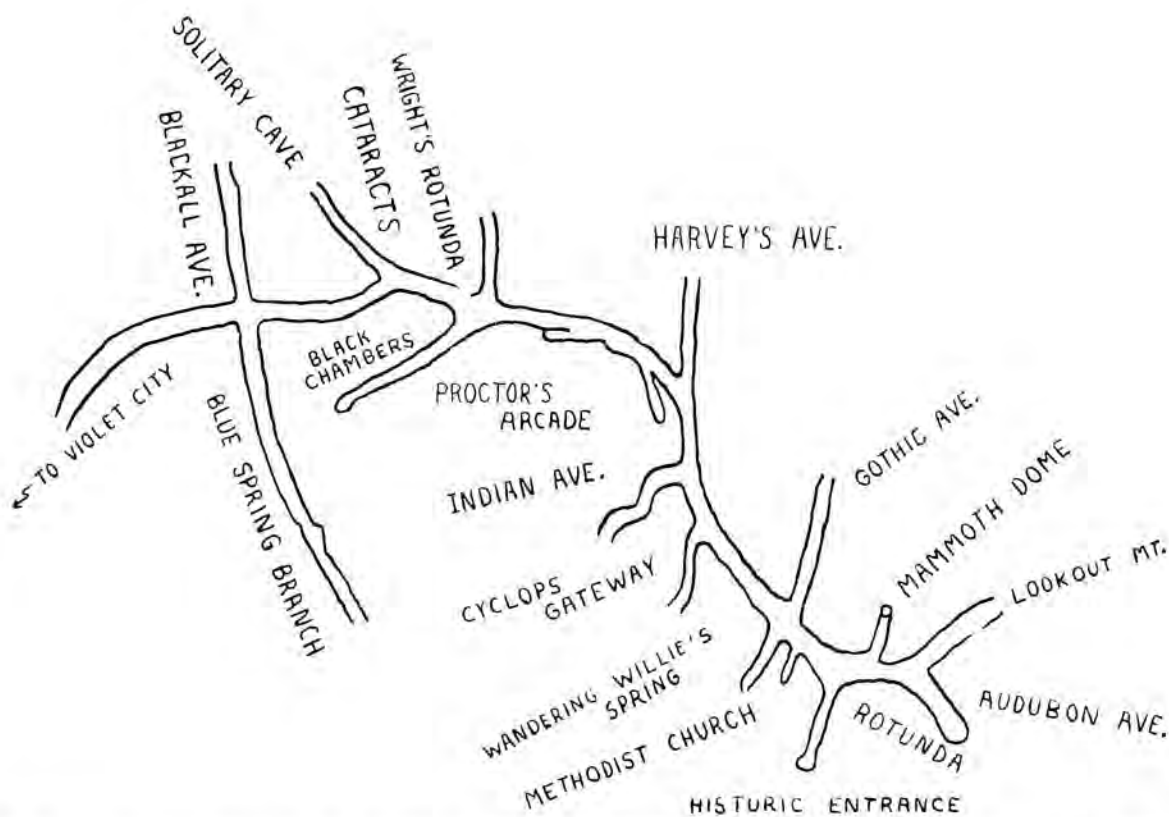 SOLITARY CAVE
CATARACTS
WRIGHT'S ROTUNDA
BLACKALL AVE.
HARVEY'S AVE.
BLACK
CHAMBERS
PROCTOR'S
ARCADE
TO VIOLET CITY
BLUE SPRING BRANCH
INDIAN AVE.
GOTHIC AVE.
MAMMOTH DOME
LOOKOUT MT.
CYCLOPS
GATEWAY
WANDERING WILLIE'S
SPRING
METHODIST CHURCH
ROTUNDA
AUDUBON AVE.
HISTORIC ENTRANCE